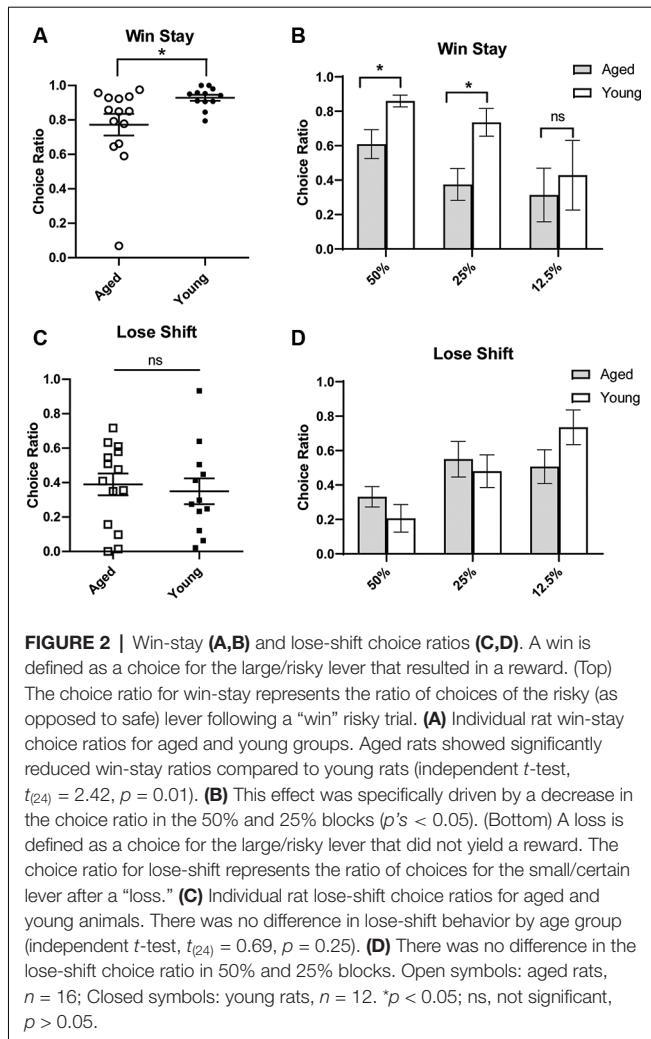 A
Win Stay
*
Choice Ratio
1.0
0.8
0.6
0.4
0.2
0.0
Aged
Young
B
Win Stay
Aged
Young
*
*
ns
Choice Ratio
1.0
0.8
0.6
0.4
0.2
0.0
50%
25%
12.5%
C
Lose Shift
ns
Choice Ratio
1.0
0.8
0.6
0.4
0.2
0.0
Aged
Young
D
Lose Shift
Aged
Young
Choice Ratio
1.0
0.8
0.6
0.4
0.2
0.0
50%
25%
12.5%
FIGURE 2 | Win-stay (A,B) and lose-shift choice ratios (C,D). A win is
defined as a choice for the large/risky lever that resulted in a reward. (Top)
The choice ratio for win-stay represents the ratio of choices of the risky (as
opposed to safe) lever following a “win” risky trial. (A) Individual rat win-stay
choice ratios for aged and young groups. Aged rats showed significantly
reduced win-stay ratios compared to young rats (independent t-test,
t(24) = 2.42, p = 0.01). (B) This effect was specifically driven by a decrease in
the choice ratio in the 50% and 25% blocks (p’s < 0.05). (Bottom) A loss is
defined as a choice for the large/risky lever that did not yield a reward. The
choice ratio for lose-shift represents the ratio of choices for the small/certain
lever after a “loss.” (C) Individual rat lose-shift choice ratios for aged and
young animals. There was no difference in lose-shift behavior by age group
(independent t-test, t(24) = 0.69, p = 0.25). (D) There was no difference in the
lose-shift choice ratio in 50% and 25% blocks. Open symbols: aged rats,
n = 16; Closed symbols: young rats, n = 12. *p < 0.05; ns, not significant,
p > 0.05.